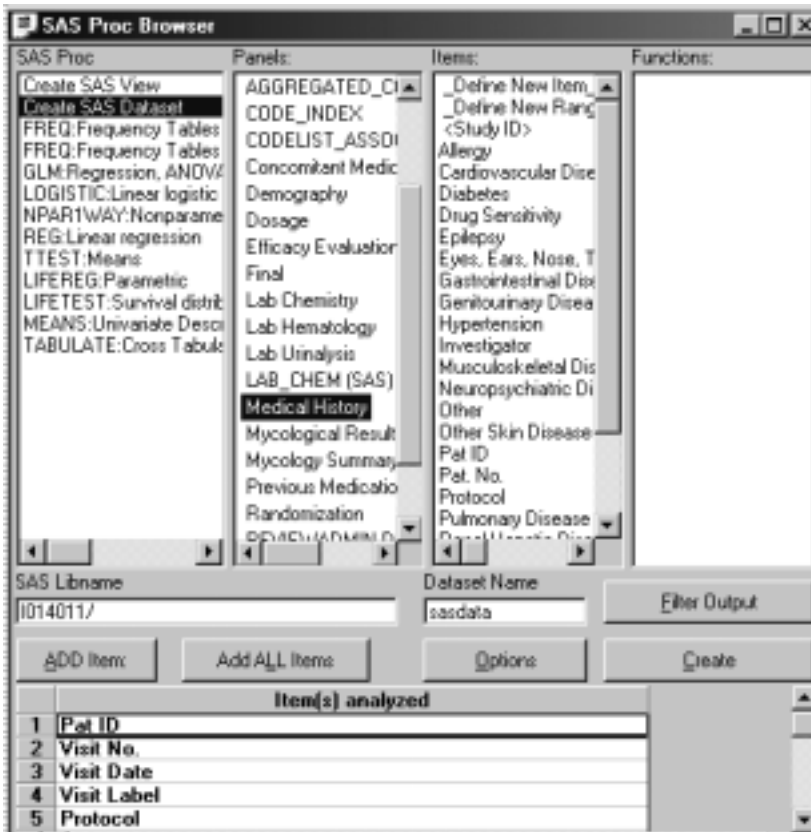 SAS Proc Browser
SAS Proc
Create SAS View
Create SAS Dataset
FREQ:Frequency Tables
FREQ:Frequency Tables
GLM:Regression, ANOVA
LOGISTIC:Linear logistic
NPAR1WAY:Nonparame
REG:Linear regression
TTEST:Means
LIFEREG:Parametric
LIFETEST:Survival distrib
MEANS:Univariate Descr
TABULATE:Cross Tabula
Panels:
AGGREGATED_C
CODE_INDEX
CODELIST_ASSO
Concomitant Medic
Demography
Dosage
Efficacy Evaluation
Final
Lab Chemistry
Lab Hematology
Lab Urinalysis
LAB_CHEM (SAS)
Medical History
Mycological Result
Mycology Summary
Previous Medicatio
Randomization
Items:
_Define New Item_
_Define New Rang
<Study ID>
Allergy
Cardiovascular Dise
Diabetes
Drug Sensitivity
Epilepsy
Eyes, Ears, Nose, T
Gastrointestinal Dise
Genitourinary Disea
Hypertension
Investigator
Musculoskeletal Dis
Neuropsychiatric Di
Other
Other Skin Disease
Pat ID
Pat. No.
Protocol
Pulmonary Disease
Functions:
SAS Libname
I014011/
Dataset Name
sasdata
Filter Output
ADD Item:
Add ALL Items
Options
Create
Item(s) analyzed
1 Pat ID
2 Visit No.
3 Visit Date
4 Visit Label
5 Protocol